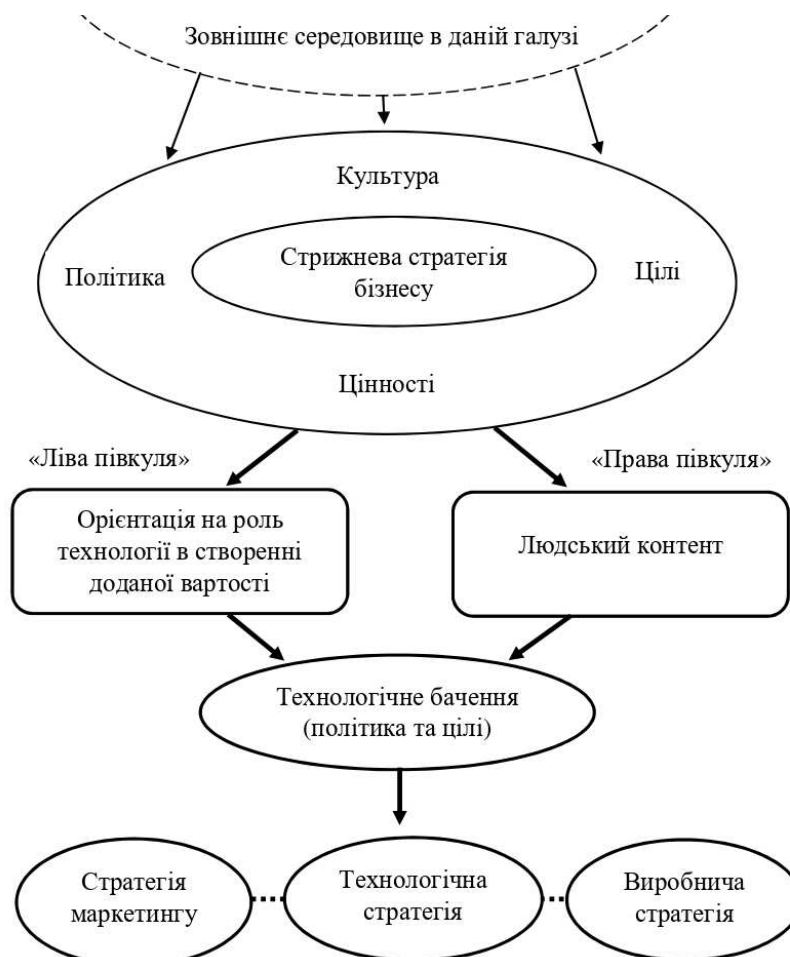 Зовнішнє середовище в даній галузі
Культура
Політика
Стрижнева стратегія
бізнесу
Цілі
Цінності
«Ліва півкуля»
«Права півкуля»
Орієнтація на роль
технології в створенні
доданої вартості
Людський контент
Технологічне бачення
(політика та цілі)
Стратегія
маркетингу
Технологічна
стратегія
Виробнича
стратегія